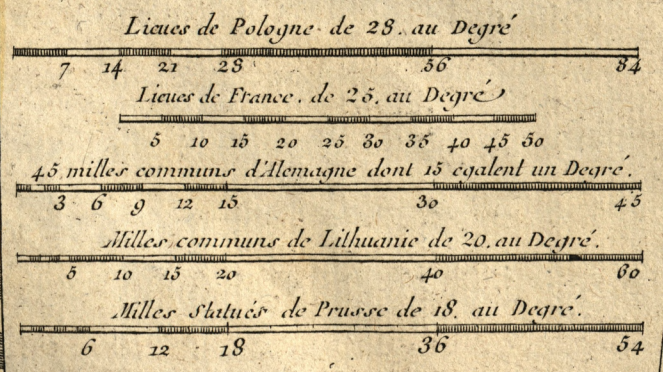 Lieues de Pologne de 28. au Degré
7 14 21 28 56 84
Lieues de France. de 25. au Degré
5 10 15 20 25 30 35 40 45 50
45 milles communs d'Alemagne dont 15 égalent un Degré.
3 6 9 12 15 30 45
Milles communs de Lithuanie de 20. au Degré.
5 10 15 20 40 60
Milles Statués de Prusse de 18. au Degré.
6 12 18 36 54